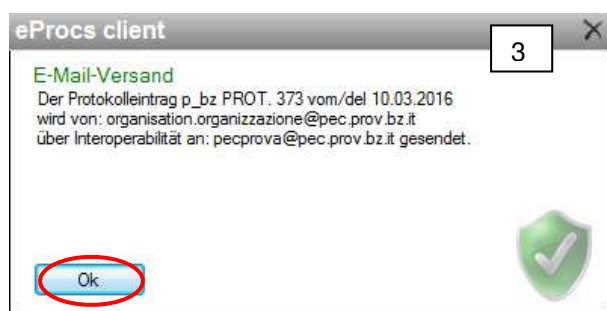 eProcs client
3
E-Mail-Versand
Der Protokolleintrag p_bz PROT. 373 vom/del 10.03.2016
wird von: organisation.organizzazione@pec.prov.bz.it
über Interoperabilität an: pecprova@pec.prov.bz.it gesendet.
Ok